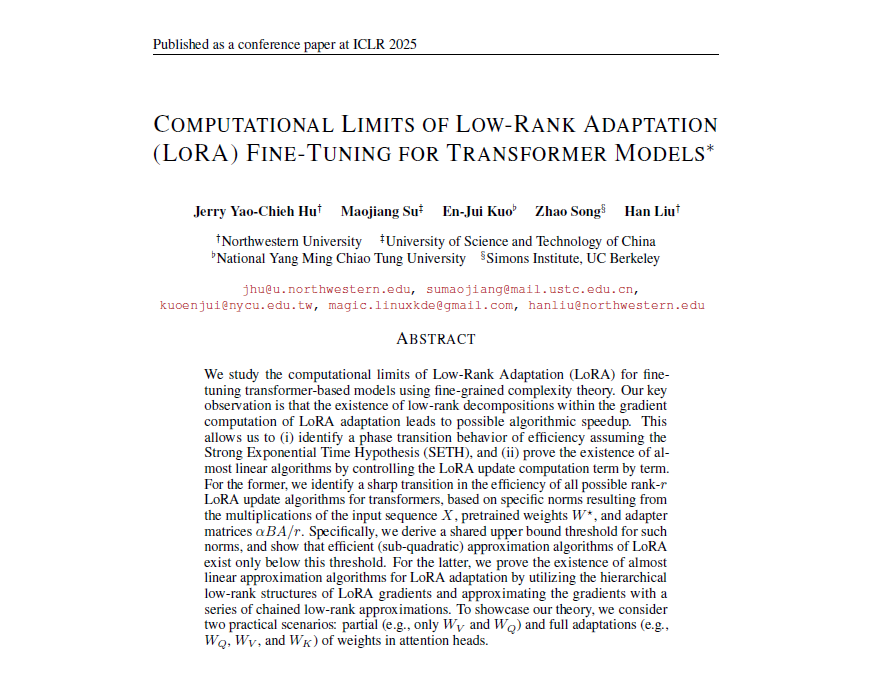 Published as a conference paper at ICLR 2025
COMPUTATIONAL LIMITS OF LOW-RANK ADAPTATION
(LORA) FINE-TUNING FOR TRANSFORMER MODELS*
Jerry Yao-Chieh Hu† Maojiang Su‡ En-Jui Kuo♭ Zhao Song§ Han Liu†
†Northwestern University ‡University of Science and Technology of China
♭National Yang Ming Chiao Tung University §Simons Institute, UC Berkeley
jhu@u.northwestern.edu, sumaojiang@mail.ustc.edu.cn,
kuoenjui@nycu.edu.tw, magic.linuxkde@gmail.com, hanliu@northwestern.edu
ABSTRACT
We study the computational limits of Low-Rank Adaptation (LoRA) for fine-
tuning transformer-based models using fine-grained complexity theory. Our key
observation is that the existence of low-rank decompositions within the gradient
computation of LoRA adaptation leads to possible algorithmic speedup. This
allows us to (i) identify a phase transition behavior of efficiency assuming the
Strong Exponential Time Hypothesis (SETH), and (ii) prove the existence of al-
most linear algorithms by controlling the LoRA update computation term by term.
For the former, we identify a sharp transition in the efficiency of all possible rank-r
LoRA update algorithms for transformers, based on specific norms resulting from
the multiplications of the input sequence X, pretrained weights W⋆, and adapter
matrices αBA/r. Specifically, we derive a shared upper bound threshold for such
norms, and show that efficient (sub-quadratic) approximation algorithms of LoRA
exist only below this threshold. For the latter, we prove the existence of almost
linear approximation algorithms for LoRA adaptation by utilizing the hierarchical
low-rank structures of LoRA gradients and approximating the gradients with a
series of chained low-rank approximations. To showcase our theory, we consider
two practical scenarios: partial (e.g., only W_V and W_Q) and full adaptations (e.g.,
W_Q, W_V, and W_K) of weights in attention heads.